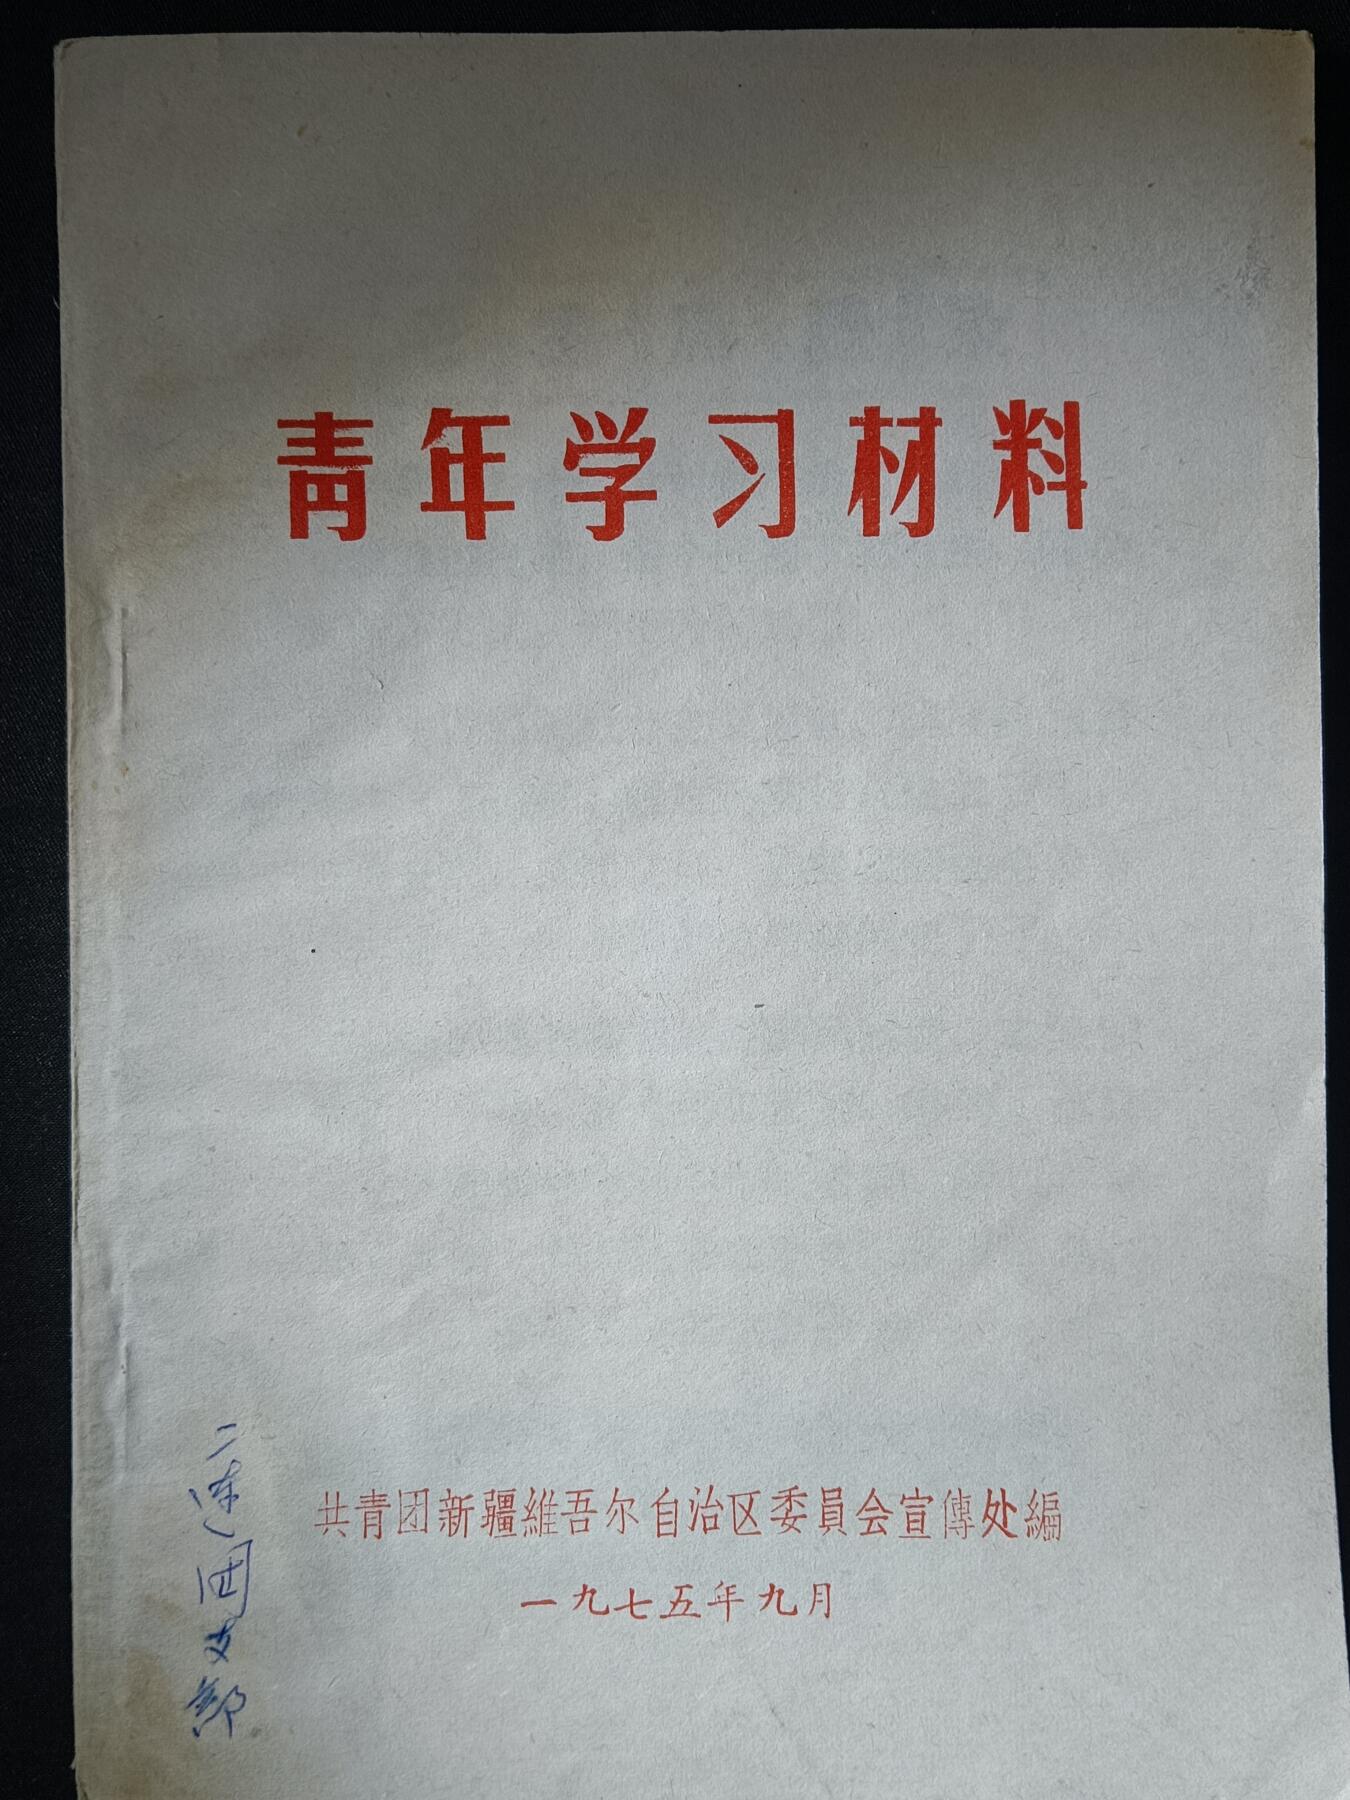 青年学习材料
共青团新疆維吾尔自治区委員会宣傳处編
一九七五年九月
二连团支部